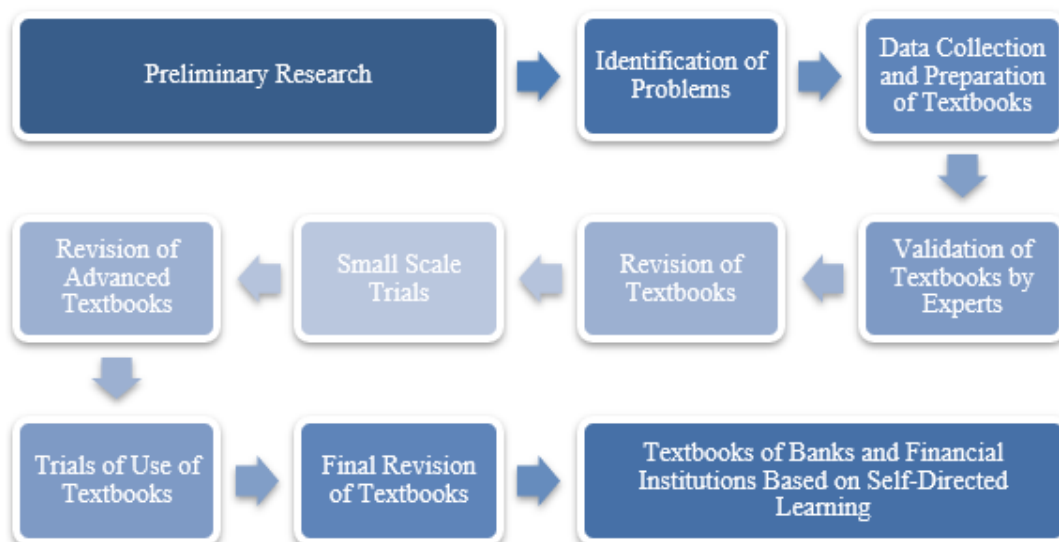 Preliminary Research
Identification of
Problems
Data Collection
and Preparation
of Textbooks
Validation of
Textbooks by
Experts
Revision of
Textbooks
Small Scale
Trials
Revision of
Advanced
Textbooks
Trials of Use of
Textbooks
Final Revision
of Textbooks
Textbooks of Banks and Financial
Institutions Based on Self-Directed
Learning